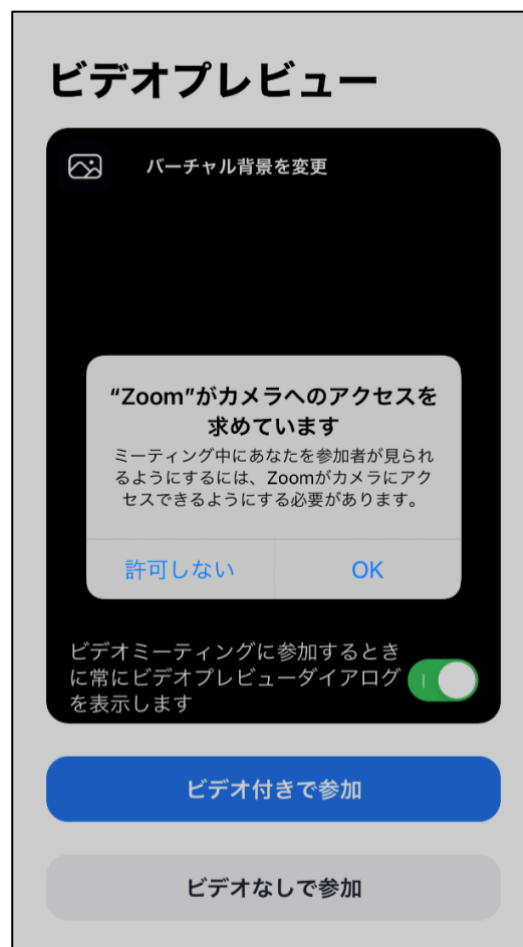 ビデオプレビュー
バーチャル背景を変更
“Zoom”がカメラへのアクセスを
求めています
ミーティング中にあなたを参加者が見られ
るようにするには、Zoomがカメラにアク
セスできるようにする必要があります。
許可しない OK
ビデオミーティングに参加するとき
に常にビデオプレビューダイアログ
を表示します
ビデオ付きで参加
ビデオなしで参加